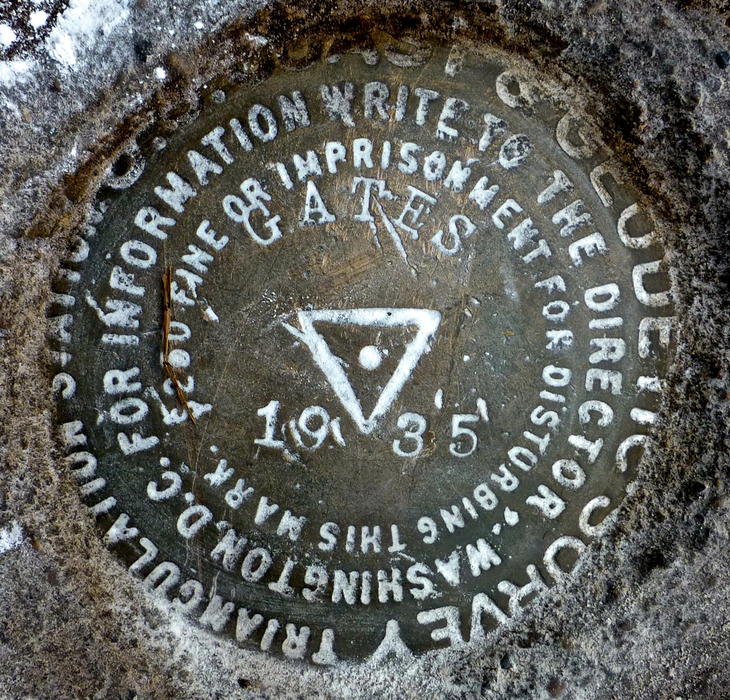 & GEODETIC SURVEY
TRIANGULATION STATION
FOR INFORMATION WRITE TO THE DIRECTOR, WASHINGTON D.C.
$250 FINE OR IMPRISONMENT FOR DISTURBING THIS MARK.
GATES
1935